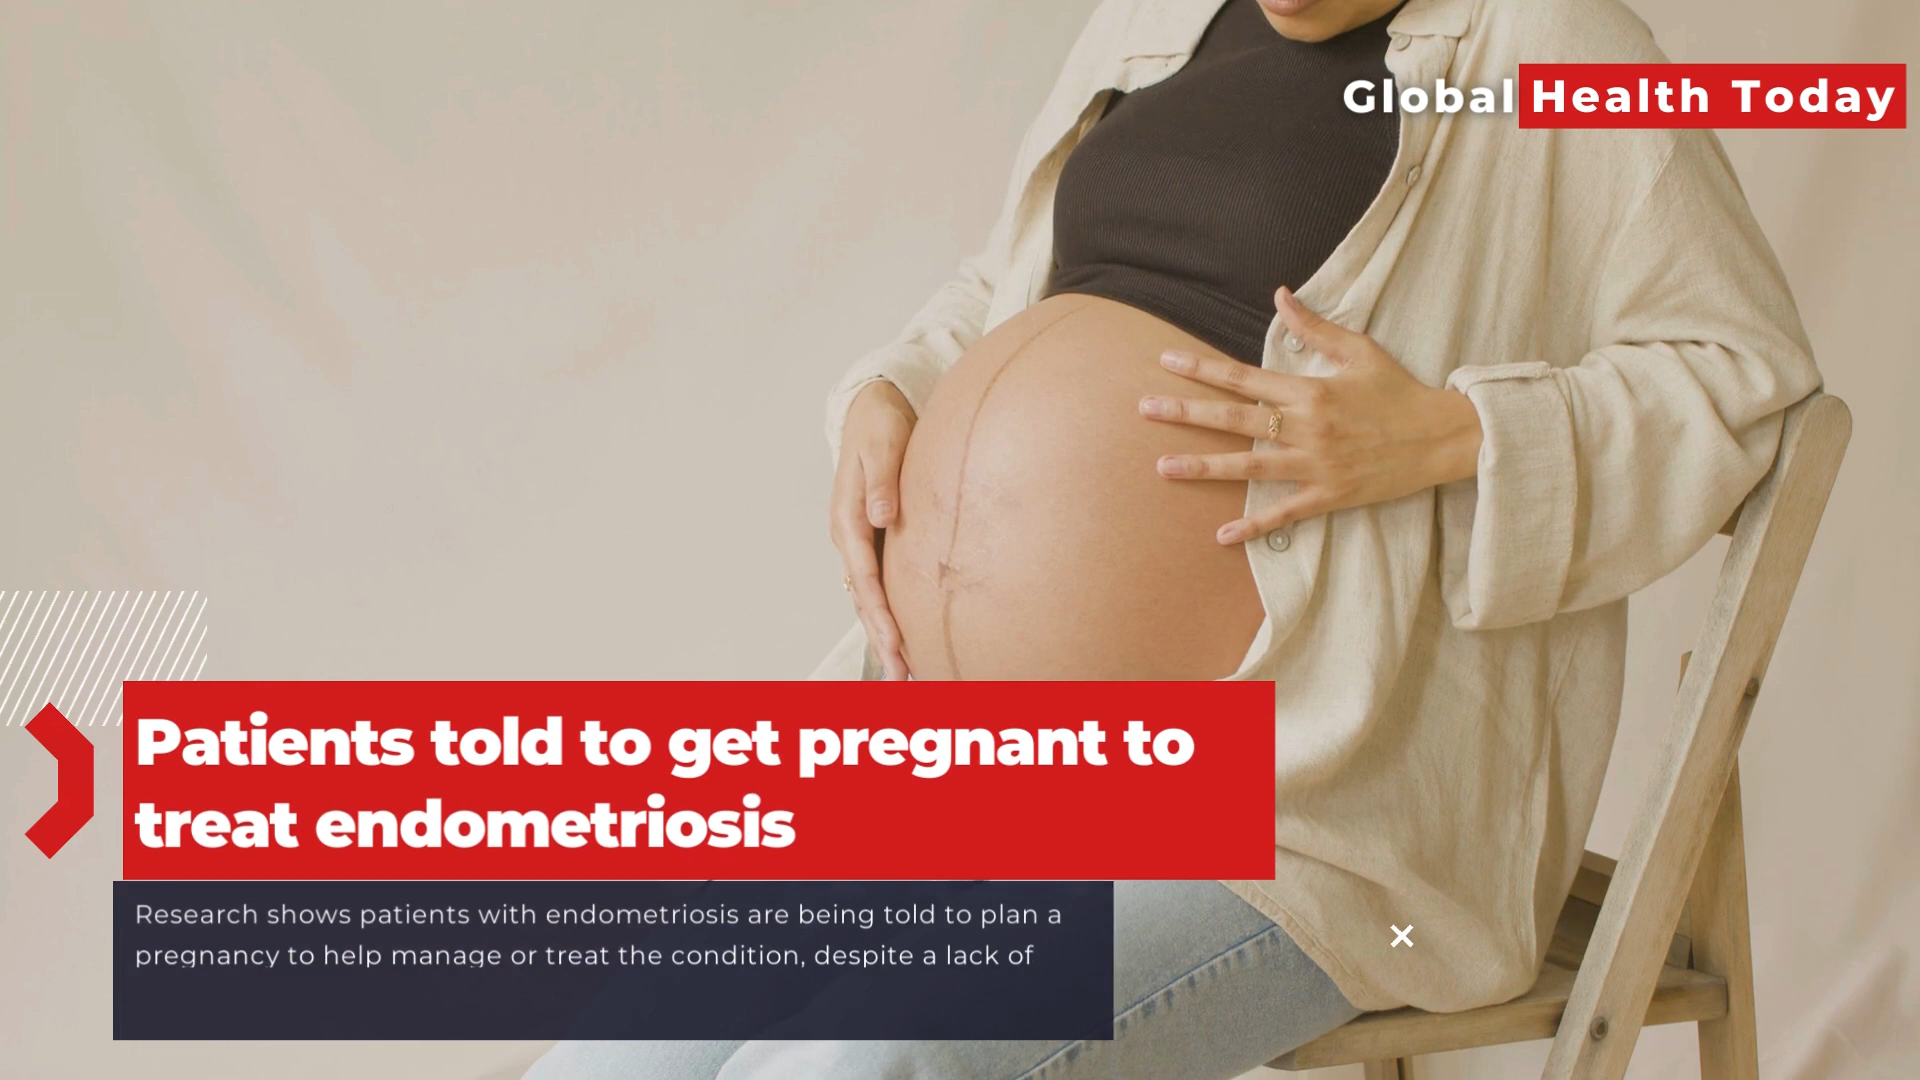 Global Health Today
Patients told to get pregnant to
treat endometriosis
Research shows patients with endometriosis are being told to plan a
pregnancy to help manage or treat the condition, despite a lack of